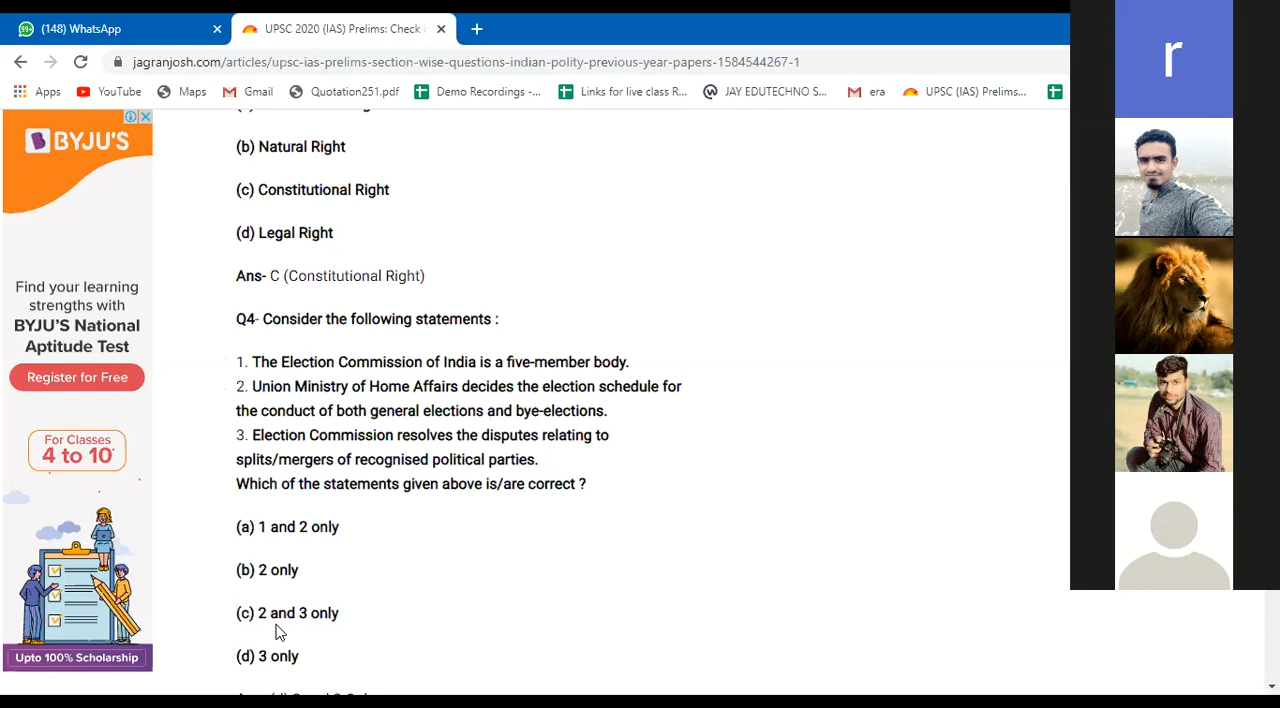 (148) WhatsApp
UPSC 2020 (IAS) Prelims: Check
jagranjosh.com/articles/upsc-ias-prelims-section-wise-questions-indian-polity-previous-year-papers-1584544267-1
Apps YouTube Maps Gmail Quotation251.pdf Demo Recordings -... Links for live class R... JAY EDUTECHNO S... era UPSC (IAS) Prelims...
BYJU'S
Find your learning
strengths with
BYJU'S National
Aptitude Test
Register for Free
For Classes
4 to 10*
Upto 100% Scholarship
(b) Natural Right
(c) Constitutional Right
(d) Legal Right
Ans- C (Constitutional Right)
Q4- Consider the following statements :
1. The Election Commission of India is a five-member body.
2. Union Ministry of Home Affairs decides the election schedule for
the conduct of both general elections and bye-elections.
3. Election Commission resolves the disputes relating to
splits/mergers of recognised political parties.
Which of the statements given above is/are correct ?
(a) 1 and 2 only
(b) 2 only
(c) 2 and 3 only
(d) 3 only
r